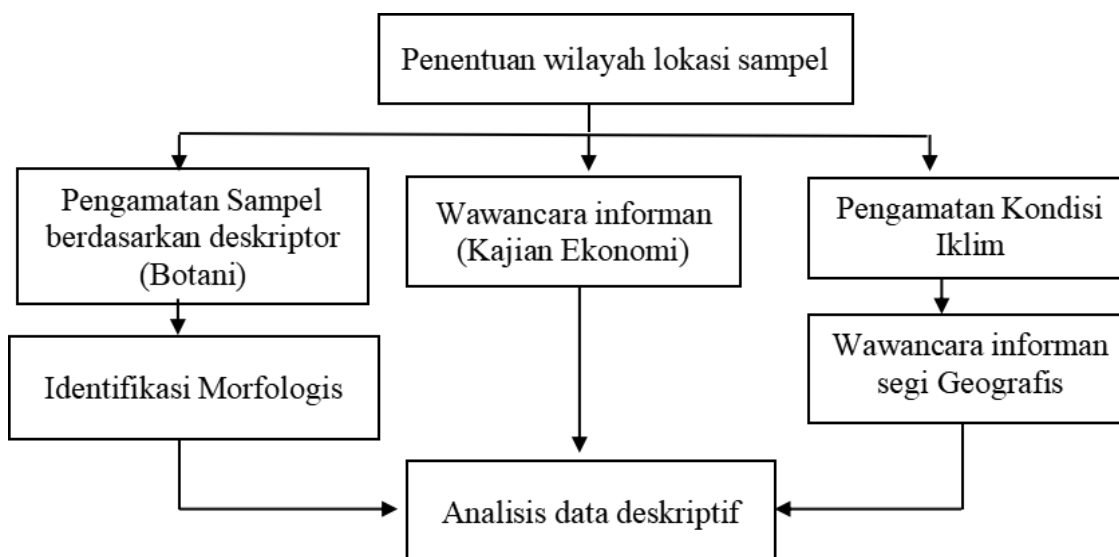 Penentuan wilayah lokasi sampel
Pengamatan Sampel
berdasarkan deskriptor
(Botani)
Wawancara informan
(Kajian Ekonomi)
Pengamatan Kondisi
Iklim
Identifikasi Morfologis
Wawancara informan
segi Geografis
Analisis data deskriptif